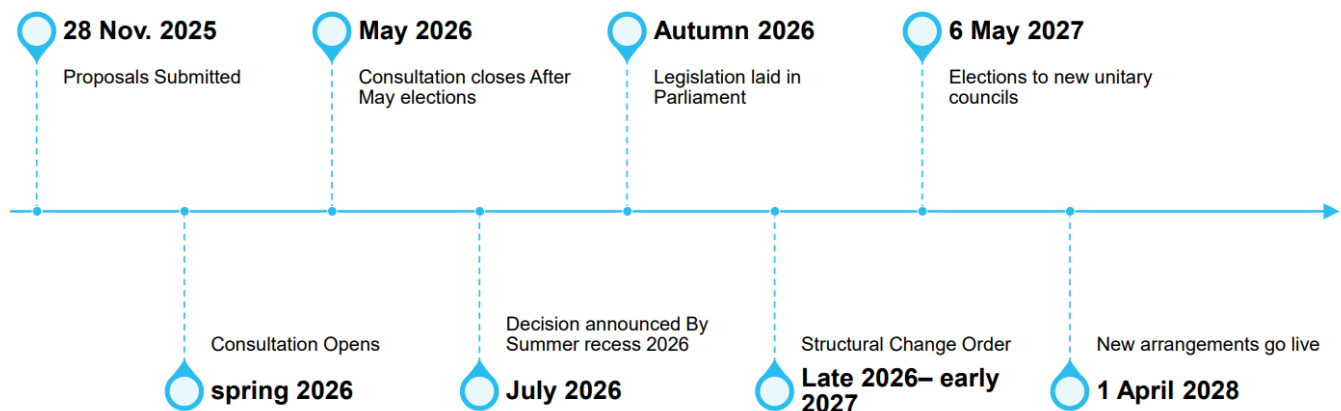 28 Nov. 2025
Proposals Submitted
May 2026
Consultation closes After
May elections
Autumn 2026
Legislation laid in
Parliament
6 May 2027
Elections to new unitary
councils
Consultation Opens
spring 2026
Decision announced By
Summer recess 2026
July 2026
Structural Change Order
Late 2026– early
2027
New arrangements go live
1 April 2028